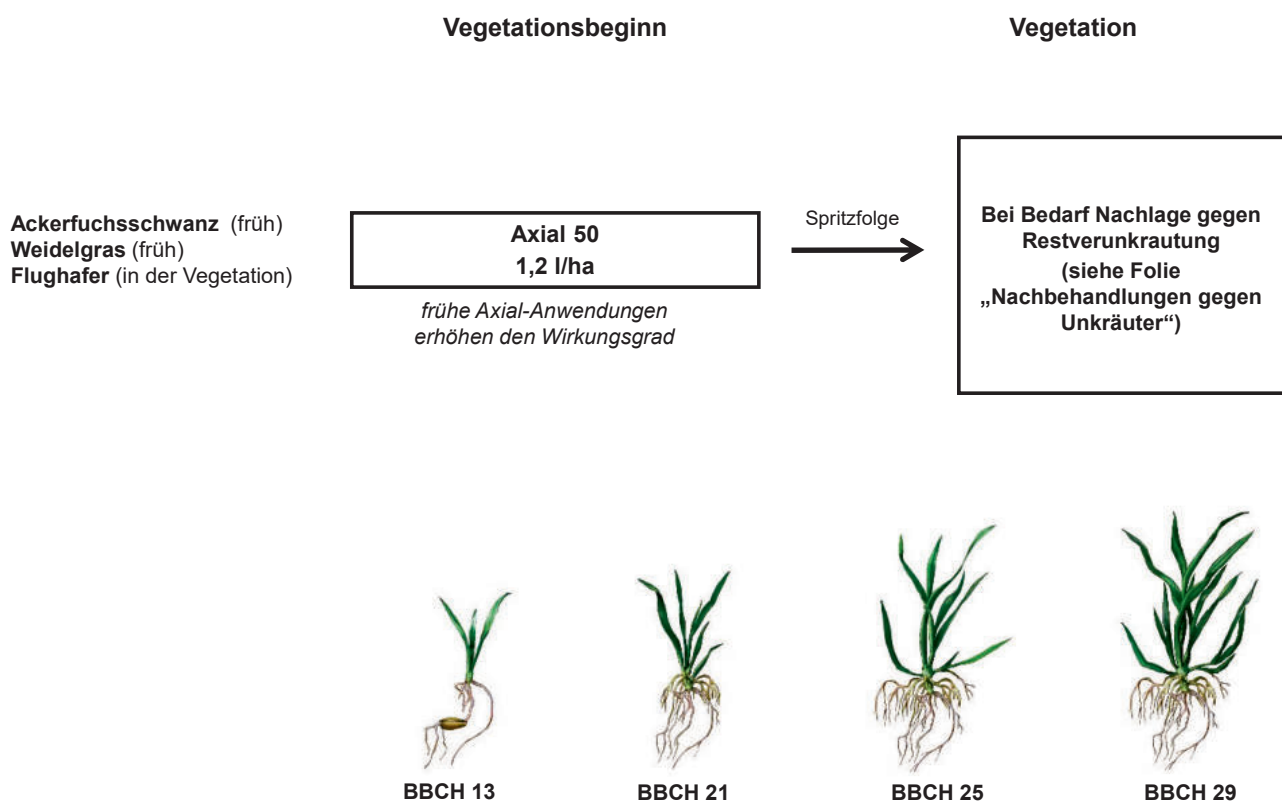 Vegetationsbeginn
Vegetation
Ackerfuchsschwanz (früh)
Weidelgras (früh)
Flughafer (in der Vegetation)
Axial 50
1,2 l/ha
frühe Axial-Anwendungen
erhöhen den Wirkungsgrad
Spritzfolge
Bei Bedarf Nachlage gegen
Restverunkrautung
(siehe Folie
„Nachbehandlungen gegen
Unkräuter“)
BBCH 13
BBCH 21
BBCH 25
BBCH 29